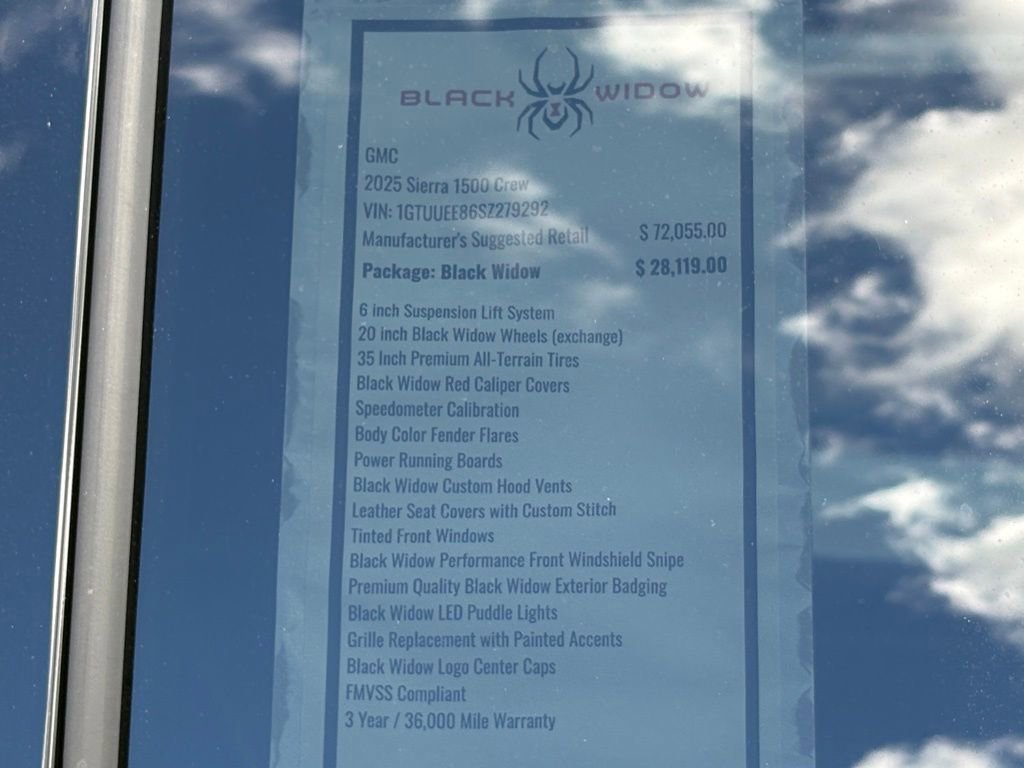 BLACK WIDOW
GMC
2025 Sierra 1500 Crew
VIN: 1GTUUEE86SZ279292
Manufacturer's Suggested Retail $ 72,055.00
Package: Black Widow $ 28,119.00
6 inch Suspension Lift System
20 inch Black Widow Wheels (exchange)
35 Inch Premium All-Terrain Tires
Black Widow Red Caliper Covers
Speedometer Calibration
Body Color Fender Flares
Power Running Boards
Black Widow Custom Hood Vents
Leather Seat Covers with Custom Stitch
Tinted Front Windows
Black Widow Performance Front Windshield Snipe
Premium Quality Black Widow Exterior Badging
Black Widow LED Puddle Lights
Grille Replacement with Painted Accents
Black Widow Logo Center Caps
FMVSS Compliant
3 Year / 36,000 Mile Warranty